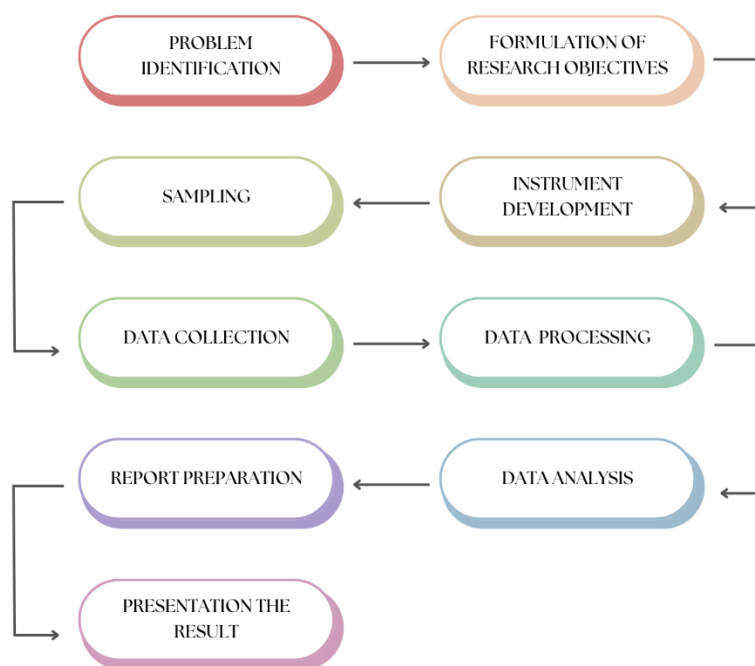 PROBLEM
IDENTIFICATION
FORMULATION OF
RESEARCH OBJECTIVES
INSTRUMENT
DEVELOPMENT
SAMPLING
DATA COLLECTION
DATA PROCESSING
DATA ANALYSIS
REPORT PREPARATION
PRESENTATION THE
RESULT